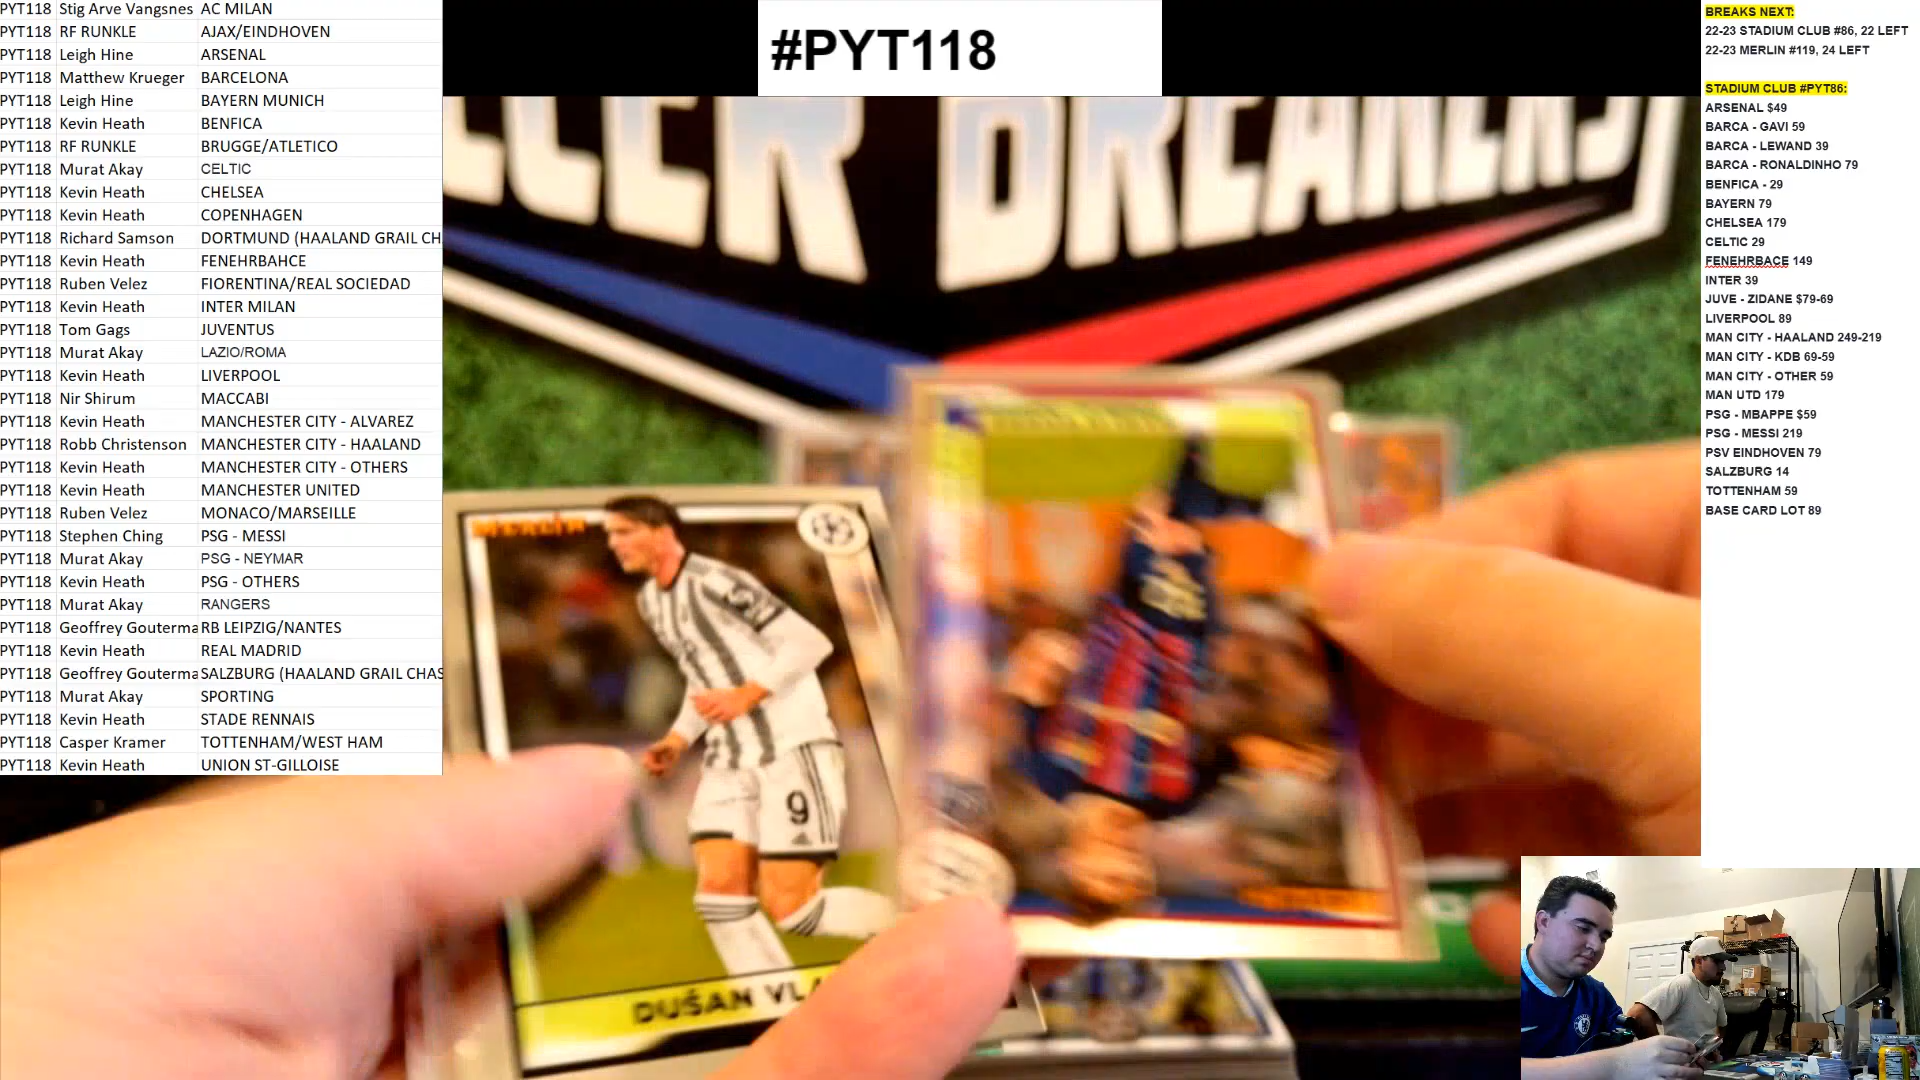 PYT118 Stig Arve Vangsnes AC MILAN
PYT118 RF RUNKLE AJAX/EINDHOVEN
PYT118 Leigh Hine ARSENAL
PYT118 Matthew Krueger BARCELONA
PYT118 Leigh Hine BAYERN MUNICH
PYT118 Kevin Heath BENFICA
PYT118 RF RUNKLE BRUGGE/ATLETICO
PYT118 Murat Akay CELTIC
PYT118 Kevin Heath CHELSEA
PYT118 Kevin Heath COPENHAGEN
PYT118 Richard Samson DORTMUND (HAALAND GRAIL CH
PYT118 Kevin Heath FENEHRBAHCE
PYT118 Ruben Velez FIORENTINA/REAL SOCIEDAD
PYT118 Kevin Heath INTER MILAN
PYT118 Tom Gags JUVENTUS
PYT118 Murat Akay LAZIO/ROMA
PYT118 Kevin Heath LIVERPOOL
PYT118 Nir Shirum MACCABI
PYT118 Kevin Heath MANCHESTER CITY - ALVAREZ
PYT118 Robb Christenson MANCHESTER CITY - HAALAND
PYT118 Kevin Heath MANCHESTER CITY - OTHERS
PYT118 Kevin Heath MANCHESTER UNITED
PYT118 Ruben Velez MONACO/MARSEILLE
PYT118 Stephen Ching PSG - MESSI
PYT118 Murat Akay PSG - NEYMAR
PYT118 Kevin Heath PSG - OTHERS
PYT118 Murat Akay RANGERS
PYT118 Geoffrey Gouterma RB LEIPZIG/NANTES
PYT118 Kevin Heath REAL MADRID
PYT118 Geoffrey Gouterma SALZBURG (HAALAND GRAIL CHAS
PYT118 Murat Akay SPORTING
PYT118 Kevin Heath STADE RENNAIS
PYT118 Casper Kramer TOTTENHAM/WEST HAM
PYT118 Kevin Heath UNION ST-GILLOISE
#PYT118
CCER BREAKERS
MERLIN
9
DUŠAN VLA
BREAKS NEXT:
22-23 STADIUM CLUB #86, 22 LEFT
22-23 MERLIN #119, 24 LEFT
STADIUM CLUB #PYT86:
ARSENAL $49
BARCA - GAVI 59
BARCA - LEWAND 39
BARCA - RONALDINHO 79
BENFICA - 29
BAYERN 79
CHELSEA 179
CELTIC 29
FENEHRBACE 149
INTER 39
JUVE - ZIDANE $79-69
LIVERPOOL 89
MAN CITY - HAALAND 249-219
MAN CITY - KDB 69-59
MAN CITY - OTHER 59
MAN UTD 179
PSG - MBAPPE $59
PSG - MESSI 219
PSV EINDHOVEN 79
SALZBURG 14
TOTTENHAM 59
BASE CARD LOT 89